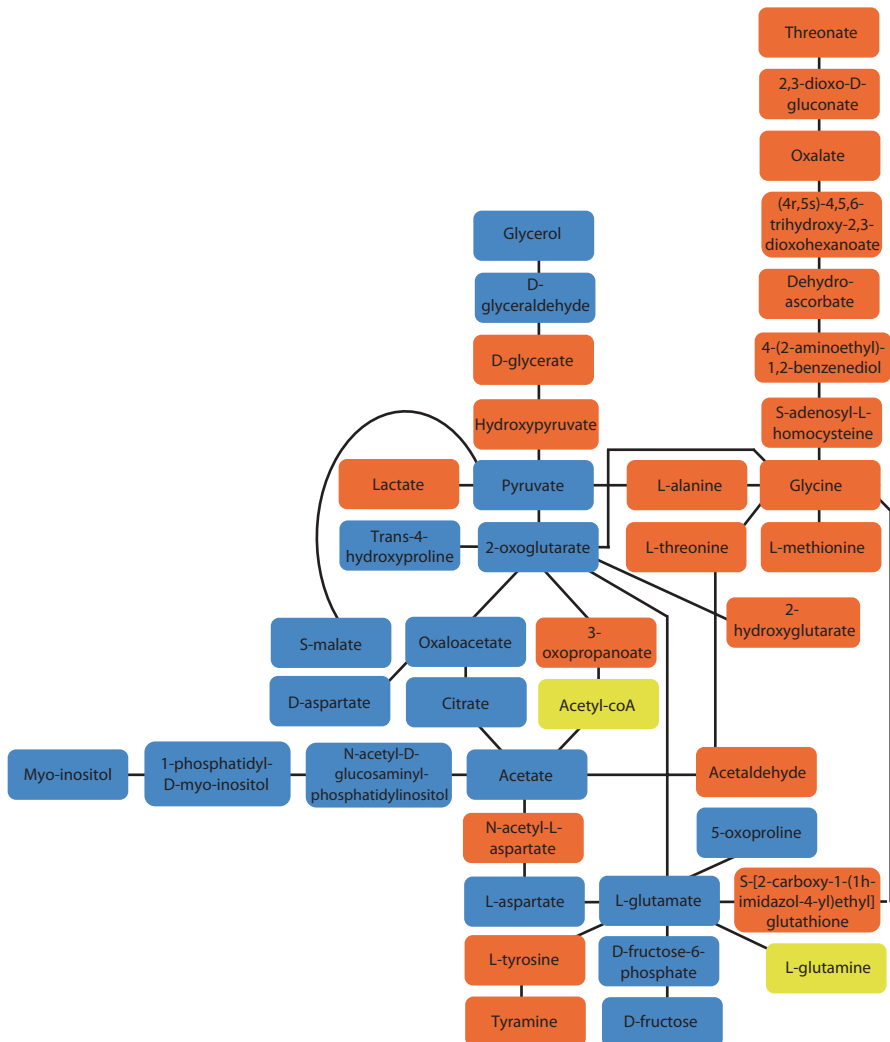 Threonate
2,3-dioxo-D-
gluconate
Oxalate
(4r,5s)-4,5,6-
trihydroxy-2,3-
dioxohexanoate
Glycerol
Dehydro-
ascorbate
D-
glyceraldehyde
4-(2-aminoethyl)-
1,2-benzenediol
D-glycerate
S-adenosyl-L-
homocysteine
Hydroxypyruvate
Lactate
Pyruvate
L-alanine
Glycine
Trans-4-
hydroxyproline
2-oxoglutarate
L-threonine
L-methionine
2-
hydroxyglutarate
S-malate
Oxaloacetate
3-
oxopropanoate
D-aspartate
Citrate
Acetyl-coA
Myo-inositol
1-phosphatidyl-
D-myo-inositol
N-acetyl-D-
glucosaminyl-
phosphatidylinositol
Acetate
Acetaldehyde
N-acetyl-L-
aspartate
5-oxoproline
L-aspartate
L-glutamate
S-[2-carboxy-1-(1h-
imidazol-4-yl)ethyl]
glutathione
L-tyrosine
D-fructose-6-
phosphate
L-glutamine
Tyramine
D-fructose